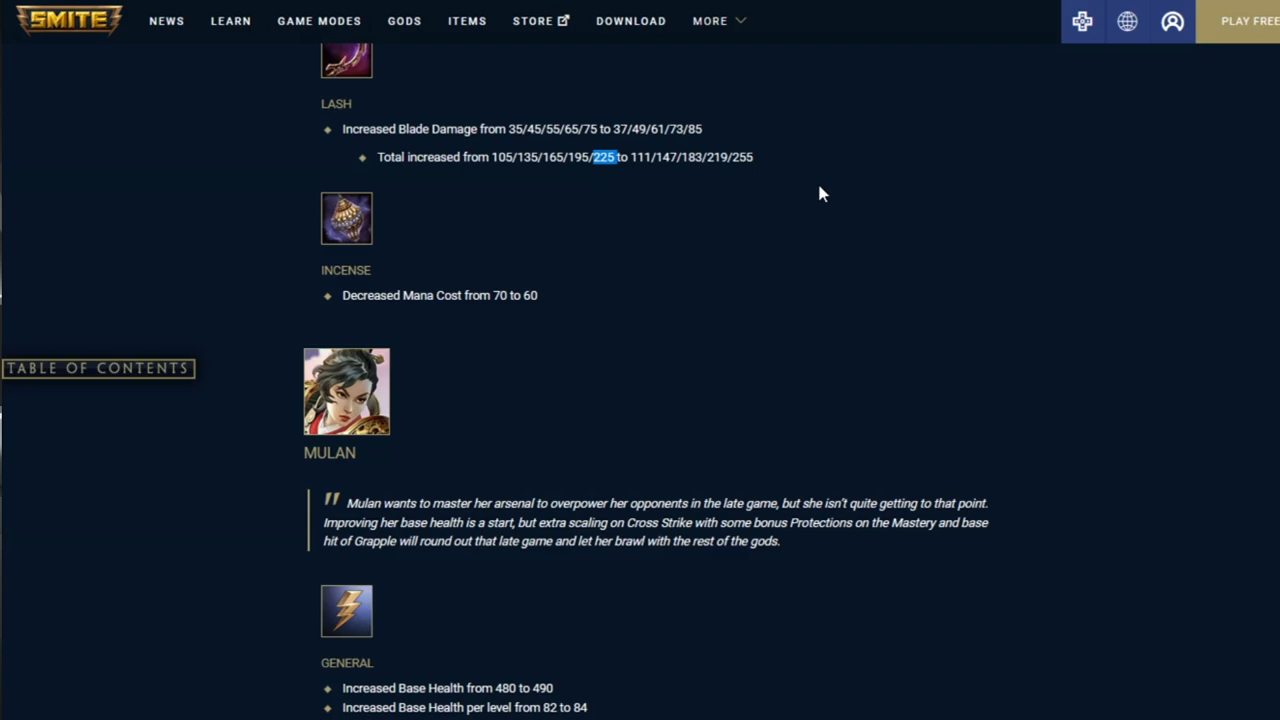 SMITE NEWS LEARN GAME MODES GODS ITEMS STORE DOWNLOAD MORE PLAY FREE
LASH
Increased Blade Damage from 35/45/55/65/75 to 37/49/61/73/85
Total increased from 105/135/165/195/225 to 111/147/183/219/255
INCENSE
Decreased Mana Cost from 70 to 60
TABLE OF CONTENTS
MULAN
" Mulan wants to master her arsenal to overpower her opponents in the late game, but she isn't quite getting to that point.
Improving her base health is a start, but extra scaling on Cross Strike with some bonus Protections on the Mastery and base
hit of Grapple will round out that late game and let her brawl with the rest of the gods.
GENERAL
Increased Base Health from 480 to 490
Increased Base Health per level from 82 to 84